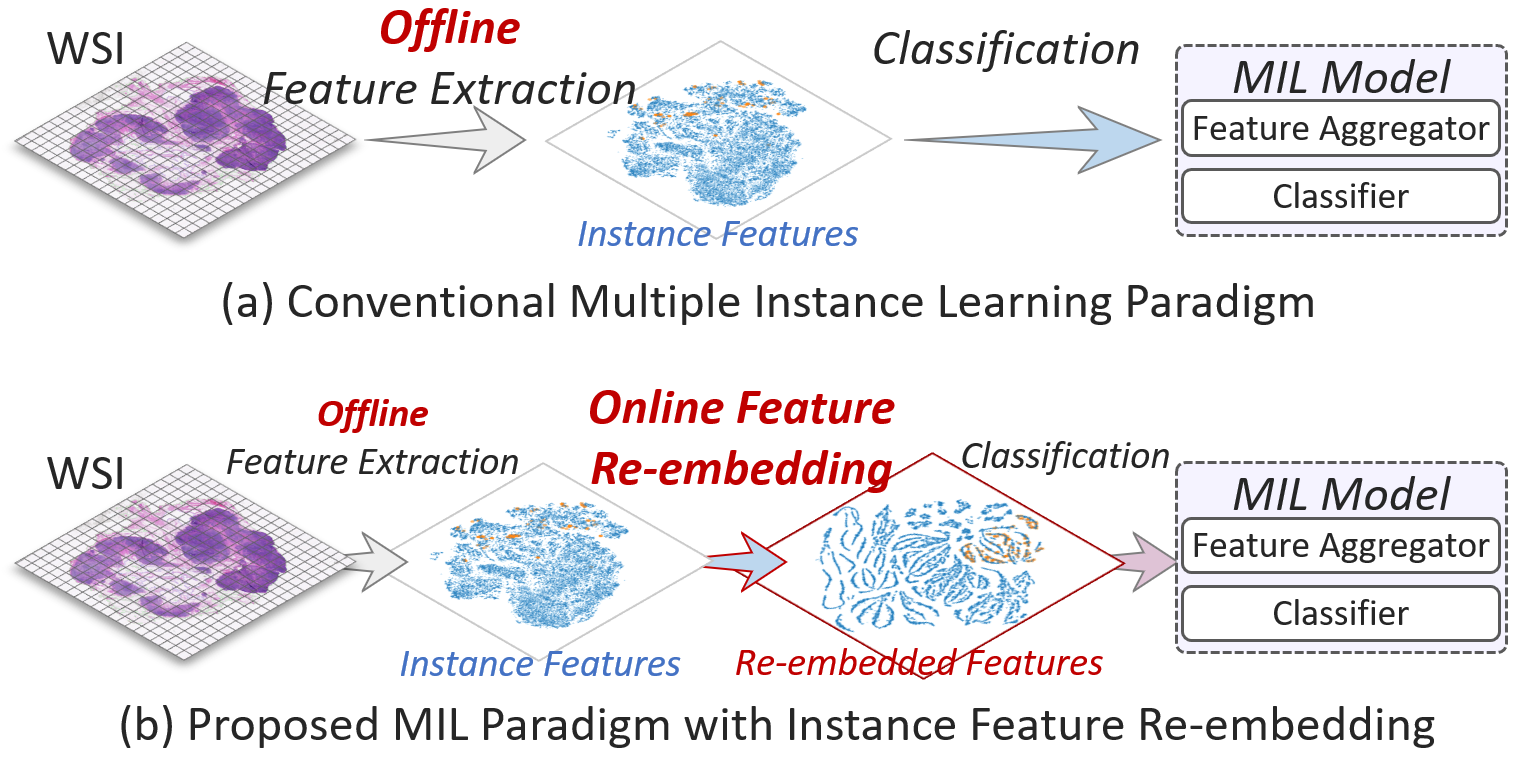 WSI
Offline
Feature Extraction
Instance Features
Classification
MIL Model
Feature Aggregator
Classifier
(a) Conventional Multiple Instance Learning Paradigm
WSI
Offline
Feature Extraction
Instance Features
Online Feature
Re-embedding
Re-embedded Features
Classification
MIL Model
Feature Aggregator
Classifier
(b) Proposed MIL Paradigm with Instance Feature Re-embedding